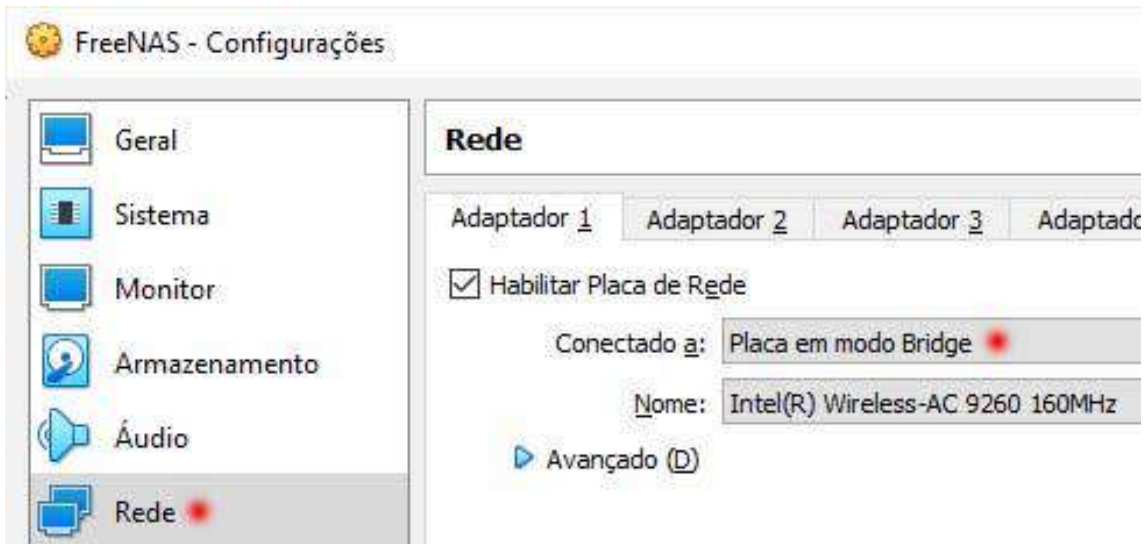 FreeNAS - Configurações
Geral
Sistema
Monitor
Armazenamento
Áudio
Rede
Rede
Adaptador 1 Adaptador 2 Adaptador 3 Adaptado
Habilitar Placa de Rede
Conectado a: Placa em modo Bridge
Nome: Intel(R) Wireless-AC 9260 160MHz
Avançado (D)